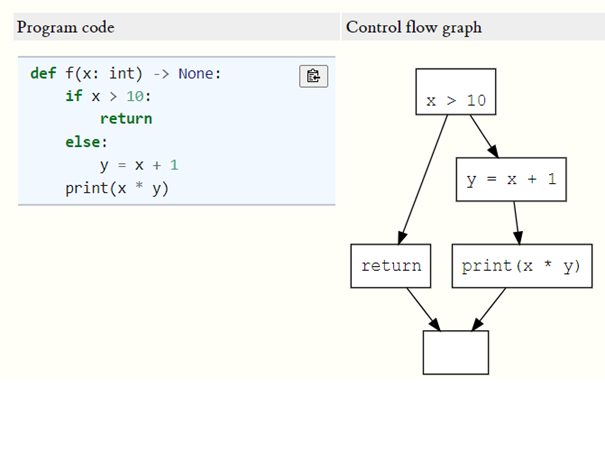 Program code
Control flow graph
def f(x: int) -> None:
    if x > 10:
        return
    else:
        y = x + 1
    print(x * y)
x > 10
y = x + 1
return
print(x * y)